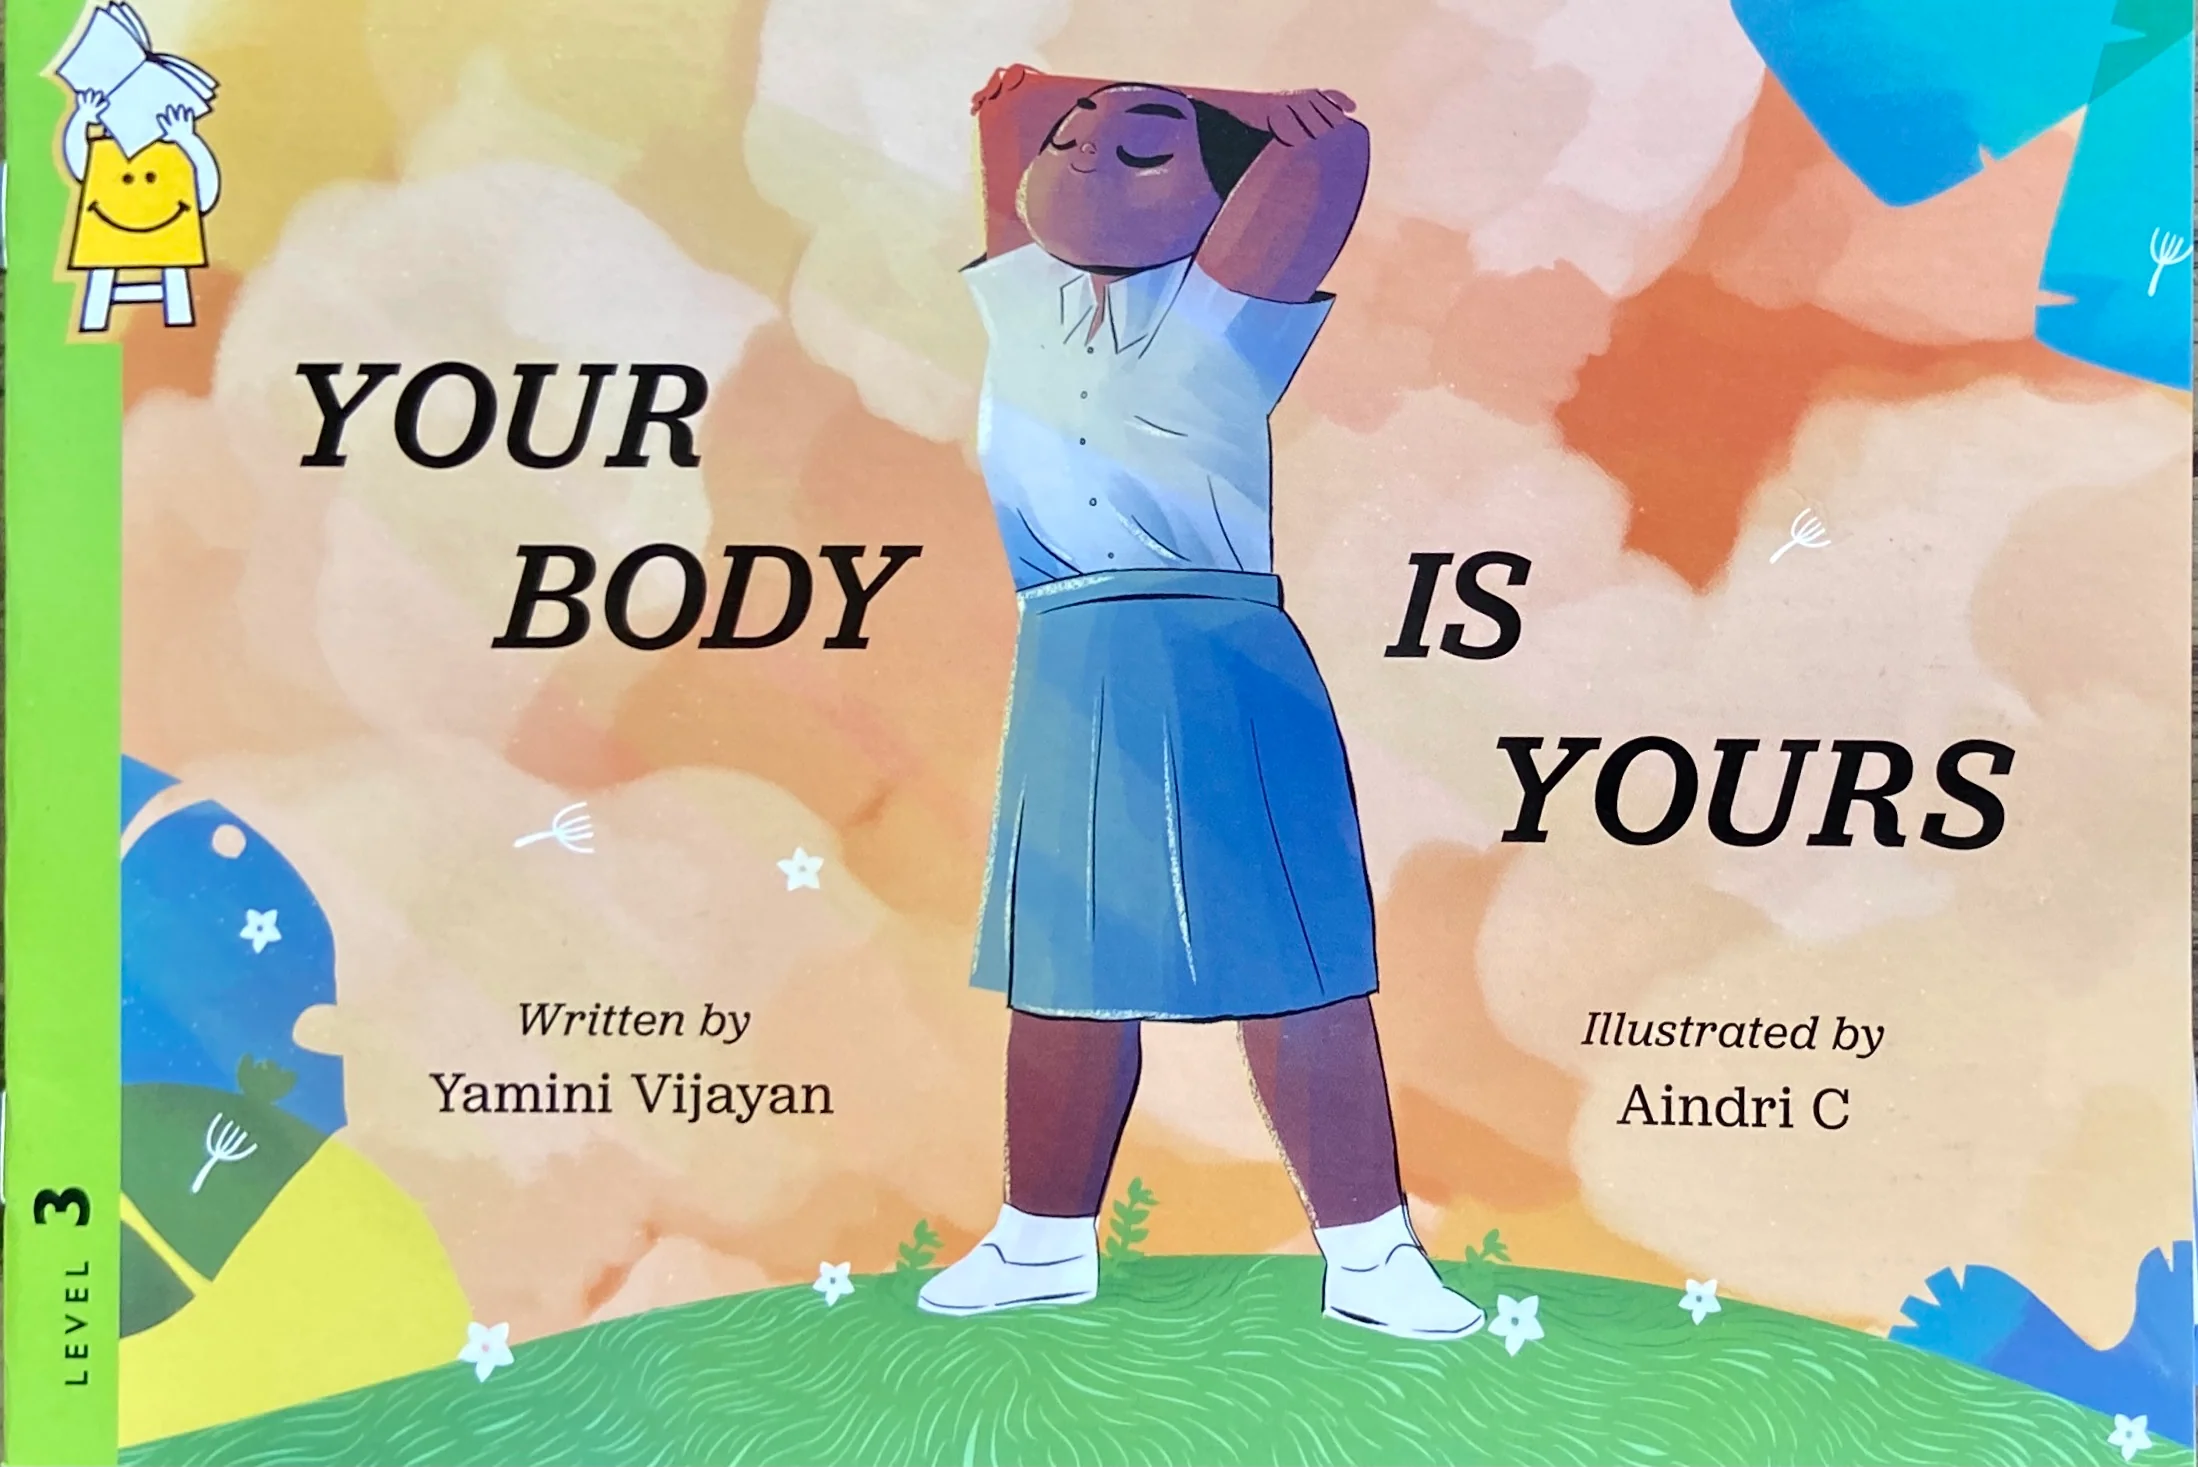 YOUR
BODY
IS
YOURS
Written by
Yamini Vijayan
Illustrated by
Aindri C
LEVEL 3